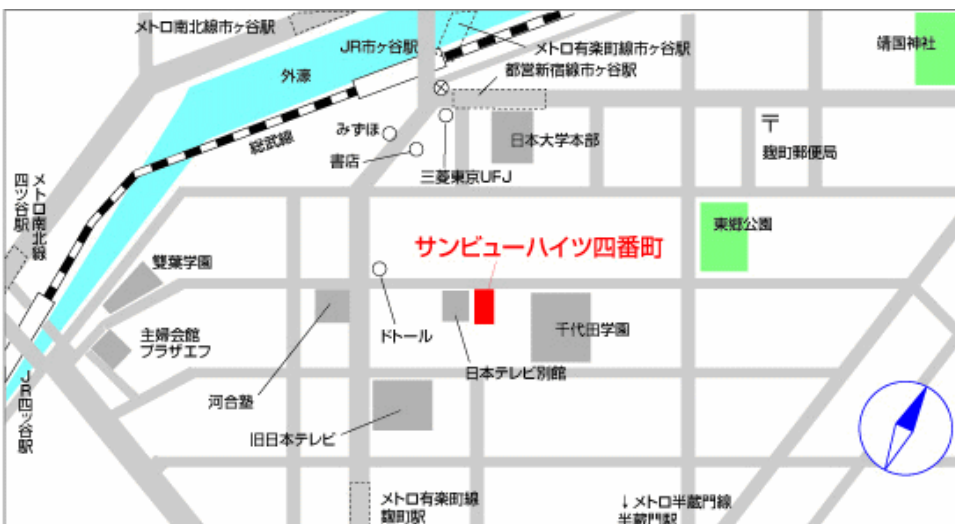 メトロ南北線市ヶ谷駅
JR市ヶ谷駅
メトロ有楽町線市ヶ谷駅
都営新宿線市ヶ谷駅
靖国神社
外濠
総武線
みずほ
書店
三菱東京UFJ
日本大学本部
〒
麹町郵便局
メトロ南北線
四ツ谷駅
東郷公園
サンビューハイツ四番町
雙葉学園
主婦会館
プラザエフ
ドトール
千代田学園
日本テレビ別館
河合塾
旧日本テレビ
JR四ツ谷駅
メトロ有楽町線
麹町駅
↓メトロ半蔵門線
半蔵門駅